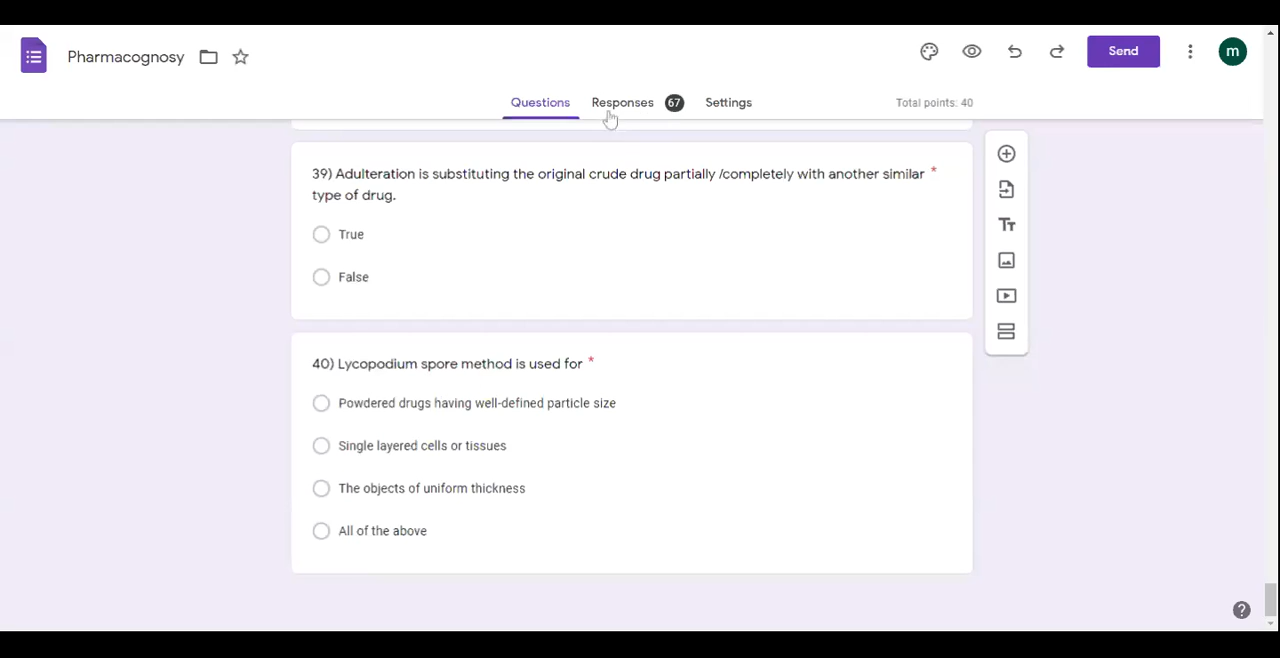 Pharmacognosy
Send
m
Questions
Responses 67
Settings
Total points: 40
39) Adulteration is substituting the original crude drug partially /completely with another similar *
type of drug.
True
False
40) Lycopodium spore method is used for *
Powdered drugs having well-defined particle size
Single layered cells or tissues
The objects of uniform thickness
All of the above